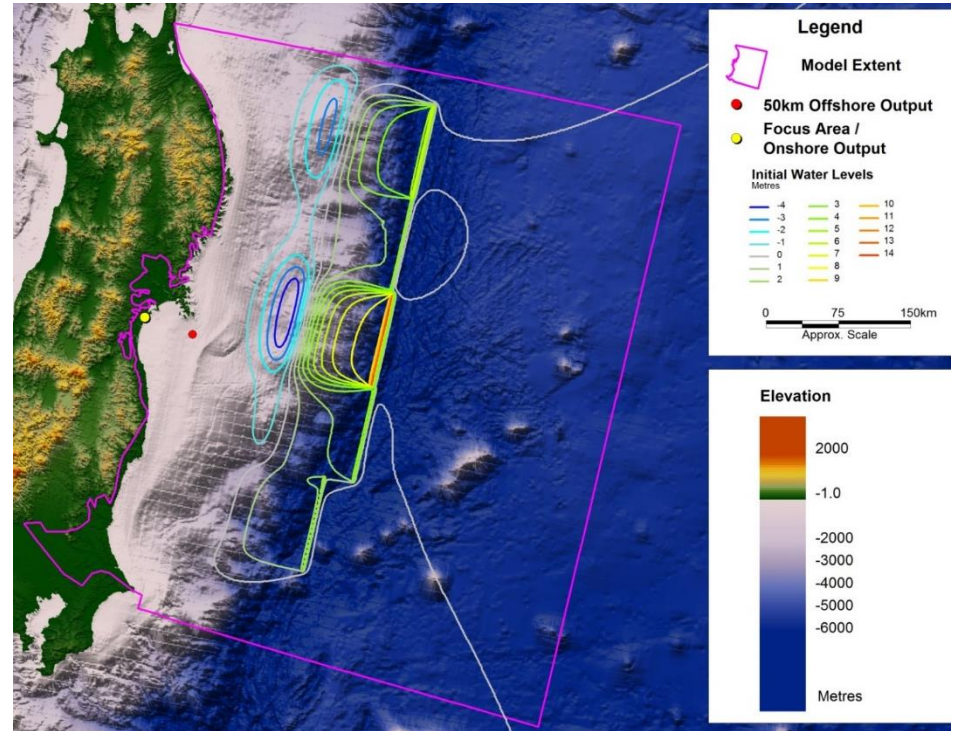 Legend
Model Extent
50km Offshore Output
Focus Area /
Onshore Output
Initial Water Levels
Metres
-4 3 10
-3 4 11
-2 5 12
-1 6 13
0 7 14
1 8
2 9
0 75 150km
Approx. Scale
Elevation
2000
-1.0
-2000
-3000
-4000
-5000
-6000
Metres